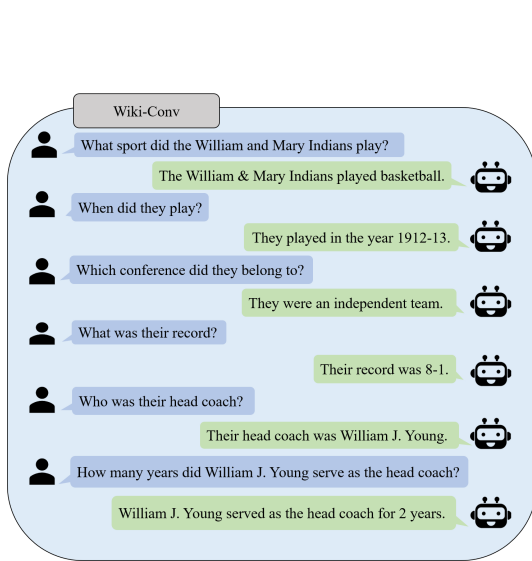 Wiki-Conv
What sport did the William and Mary Indians play?
The William & Mary Indians played basketball.
When did they play?
They played in the year 1912-13.
Which conference did they belong to?
They were an independent team.
What was their record?
Their record was 8-1.
Who was their head coach?
Their head coach was William J. Young.
How many years did William J. Young serve as the head coach?
William J. Young served as the head coach for 2 years.